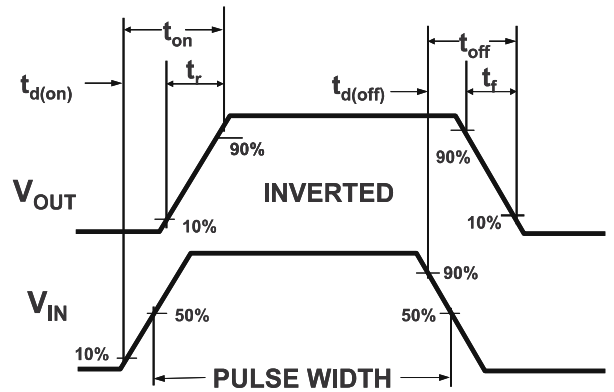 t_on
t_off
t_d(on)
t_r
t_d(off)
t_f
90%
90%
V_OUT
INVERTED
10%
10%
90%
V_IN
50%
50%
10%
PULSE WIDTH